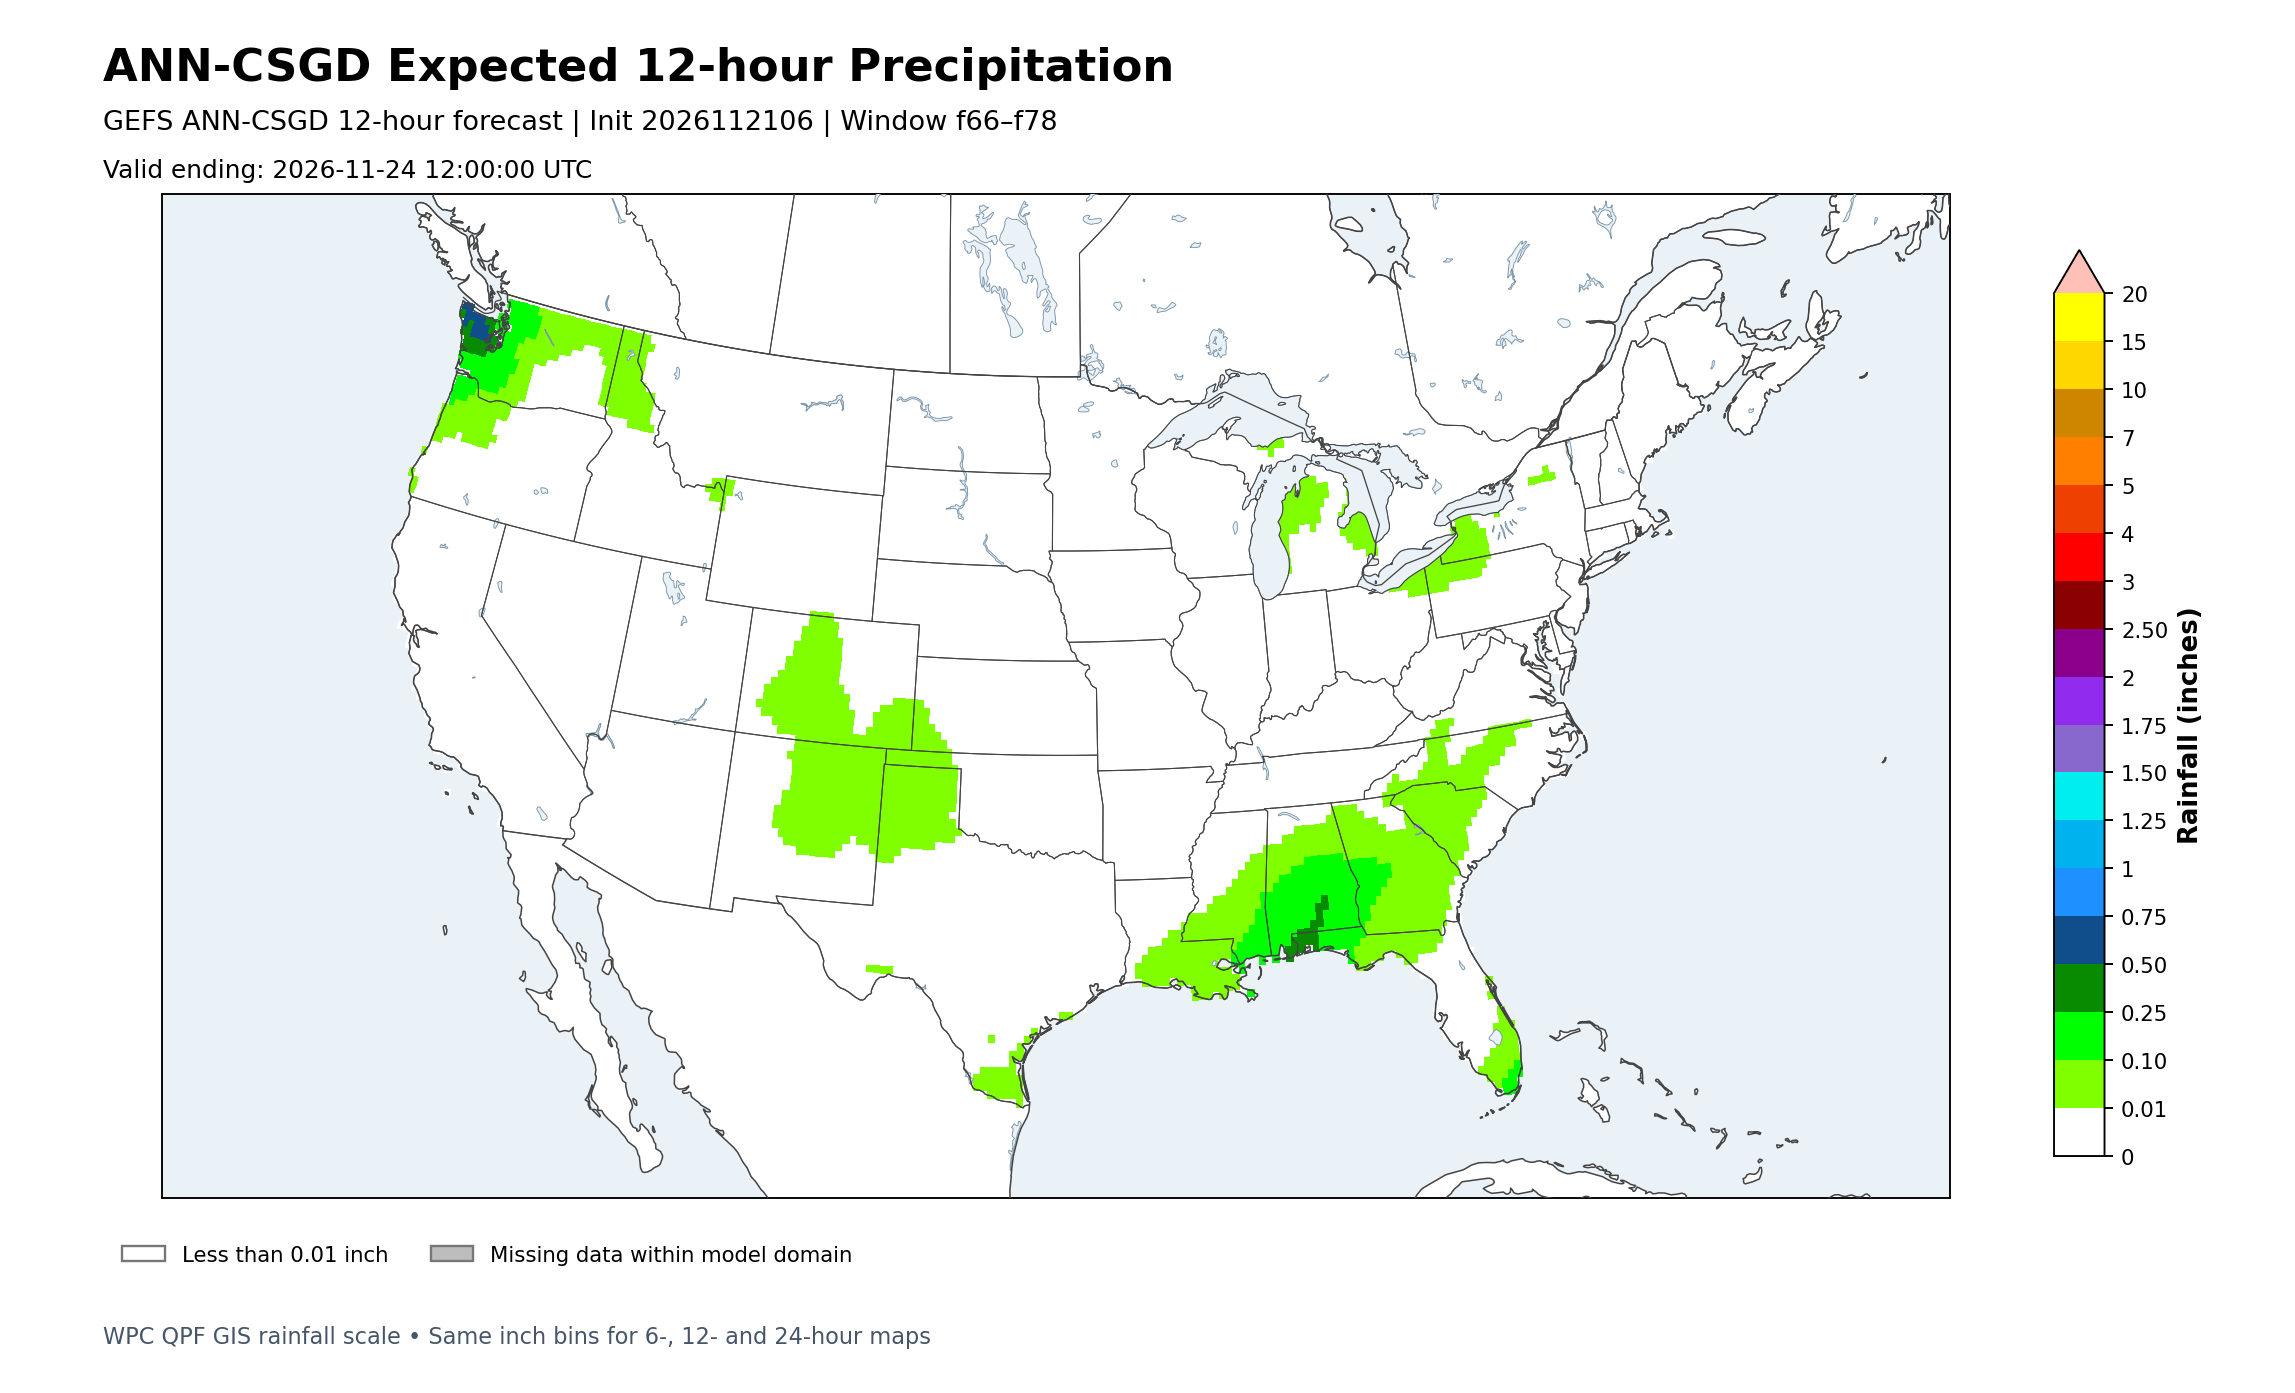 ANN-CSGD Expected 12-hour Precipitation
GEFS ANN-CSGD 12-hour forecast | Init 2026112106 | Window f66–f78
Valid ending: 2026-11-24 12:00:00 UTC
20
15
10
7
5
4
3
2.50
2
1.75
1.50
1.25
1
0.75
0.50
0.25
0.10
0.01
0
Rainfall (inches)
Less than 0.01 inch
Missing data within model domain
WPC QPF GIS rainfall scale • Same inch bins for 6-, 12- and 24-hour maps